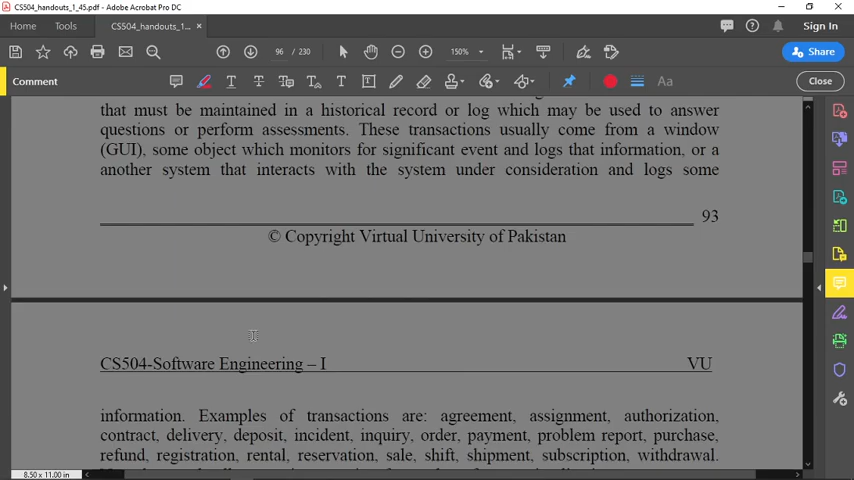 CS504_handouts_1_45.pdf - Adobe Acrobat Pro DC
Home Tools CS504_handouts_1... × Sign In
96 / 230 150% Share
Comment Aa Close
that must be maintained in a historical record or log which may be used to answer
questions or perform assessments. These transactions usually come from a window
(GUI), some object which monitors for significant event and logs that information, or a
another system that interacts with the system under consideration and logs some
93
© Copyright Virtual University of Pakistan
CS504-Software Engineering – I VU
information. Examples of transactions are: agreement, assignment, authorization,
contract, delivery, deposit, incident, inquiry, order, payment, problem report, purchase,
refund, registration, rental, reservation, sale, shift, shipment, subscription, withdrawal.
8.50 x 11.00 in